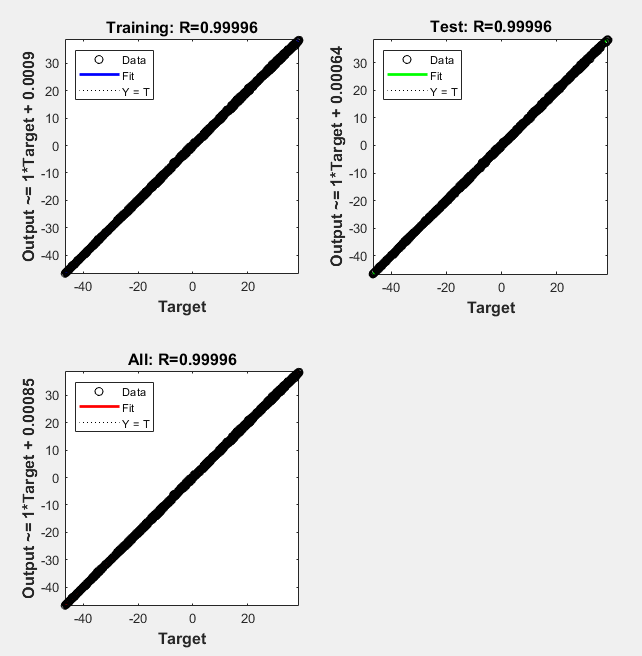 Training: R=0.99996
Output ~= 1*Target + 0.0009
Data
Fit
Y = T
30
20
10
0
-10
-20
-30
-40
-40
-20
0
20
Target
Test: R=0.99996
Output ~= 1*Target + 0.00064
Data
Fit
Y = T
30
20
10
0
-10
-20
-30
-40
-40
-20
0
20
Target
All: R=0.99996
Output ~= 1*Target + 0.00085
Data
Fit
Y = T
30
20
10
0
-10
-20
-30
-40
-40
-20
0
20
Target